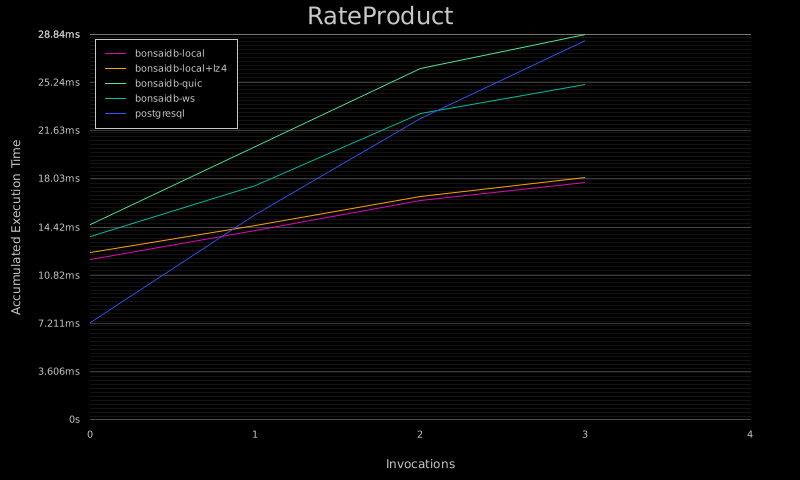 RateProduct
28.84ms
25.24ms
21.63ms
18.03ms
14.42ms
10.82ms
7.211ms
3.606ms
0s
bonsaidb-local
bonsaidb-local+lz4
bonsaidb-quic
bonsaidb-ws
postgresql
Accumulated Execution Time
0 1 2 3 4
Invocations